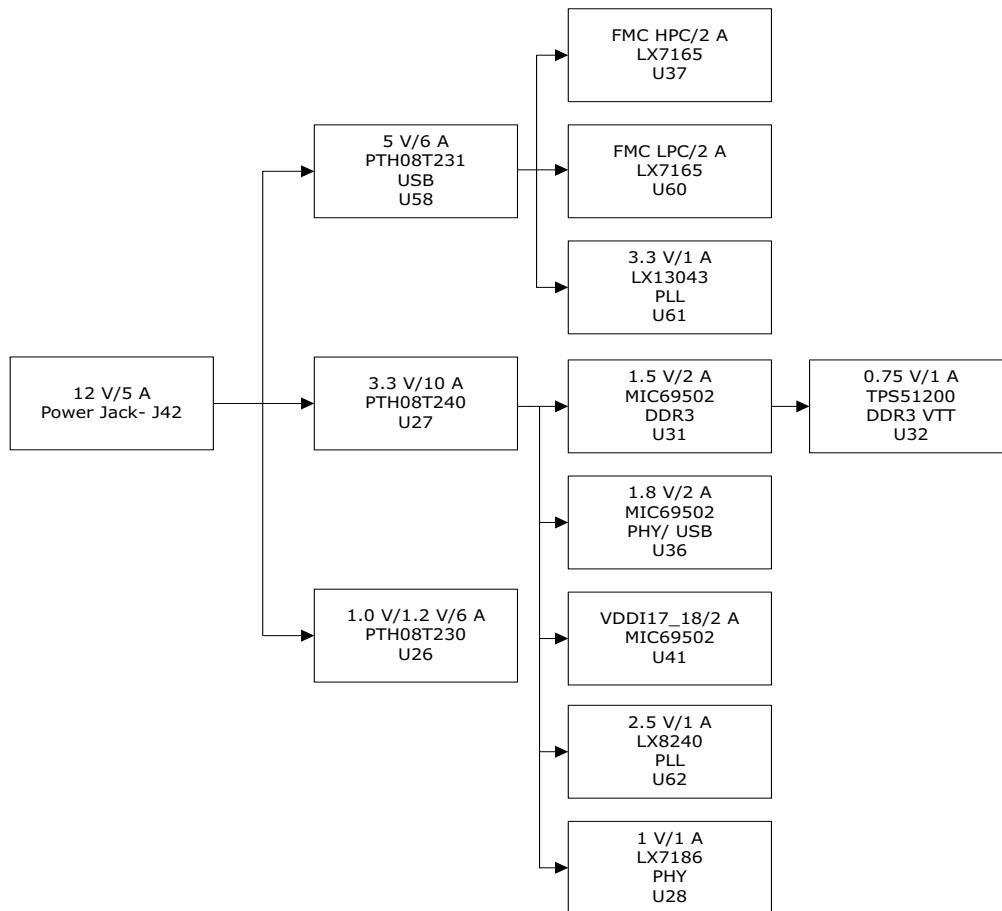 FMC HPC/2 A
LX7165
U37
5 V/6 A
PTH08T231
USB
U58
FMC LPC/2 A
LX7165
U60
3.3 V/1 A
LX13043
PLL
U61
12 V/5 A
Power Jack- J42
3.3 V/10 A
PTH08T240
U27
1.5 V/2 A
MIC69502
DDR3
U31
0.75 V/1 A
TPS51200
DDR3 VTT
U32
1.8 V/2 A
MIC69502
PHY/ USB
U36
1.0 V/1.2 V/6 A
PTH08T230
U26
VDDI17_18/2 A
MIC69502
U41
2.5 V/1 A
LX8240
PLL
U62
1 V/1 A
LX7186
PHY
U28